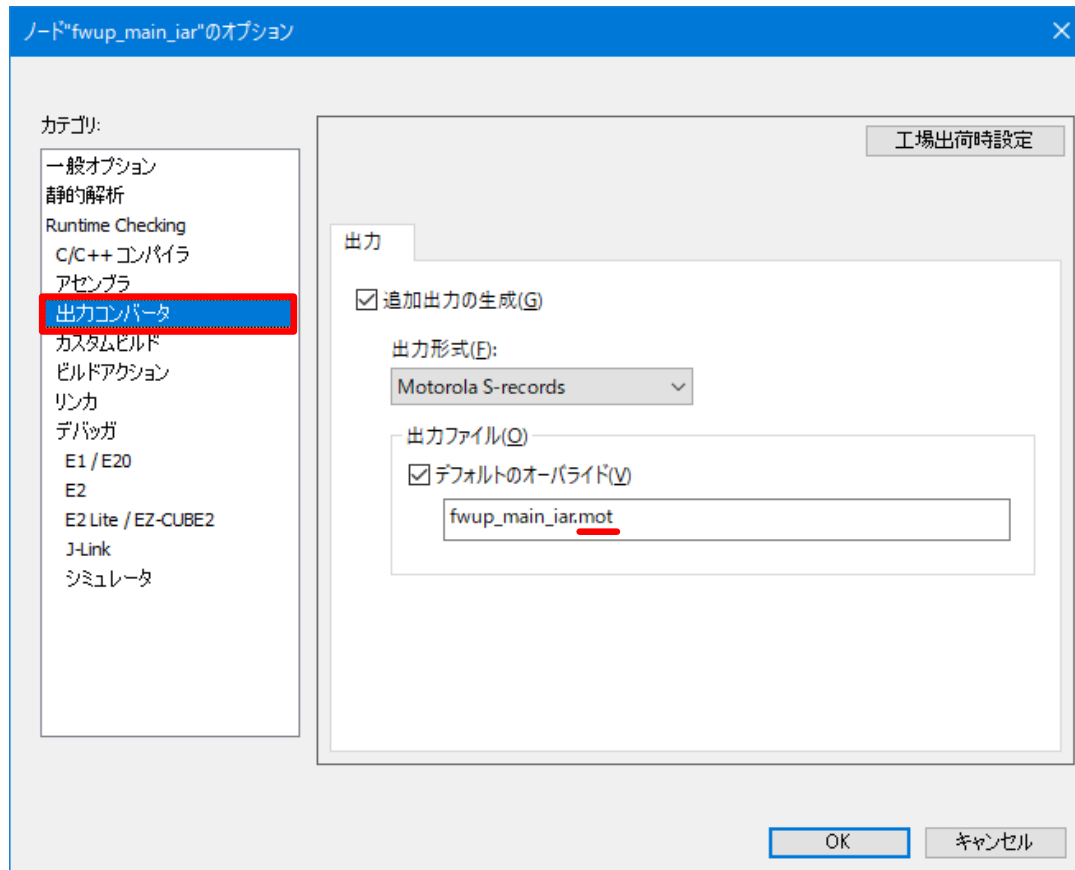 ノード"fwup_main_iar"のオプション
カテゴリ:
一般オプション
静的解析
Runtime Checking
C/C++ コンパイラ
アセンブラ
出力コンバータ
カスタムビルド
ビルドアクション
リンカ
デバッガ
E1 / E20
E2
E2 Lite / EZ-CUBE2
J-Link
シミュレータ
工場出荷時設定
出力
追加出力の生成(G)
出力形式(F):
Motorola S-records
出力ファイル(O)
デフォルトのオーバライド(V)
fwup_main_iar.mot
OK
キャンセル